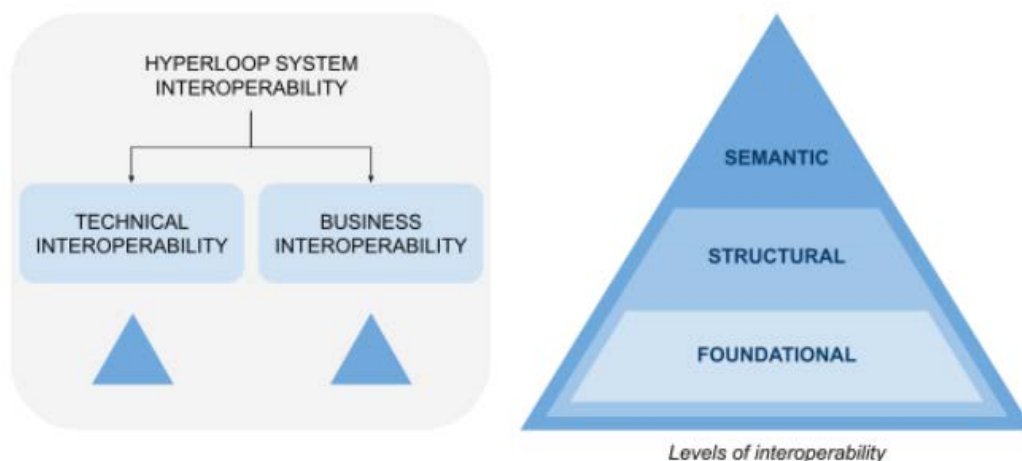 HYPERLOOP SYSTEM
INTEROPERABILITY
TECHNICAL
INTEROPERABILITY
BUSINESS
INTEROPERABILITY
SEMANTIC
STRUCTURAL
FOUNDATIONAL
Levels of interoperability